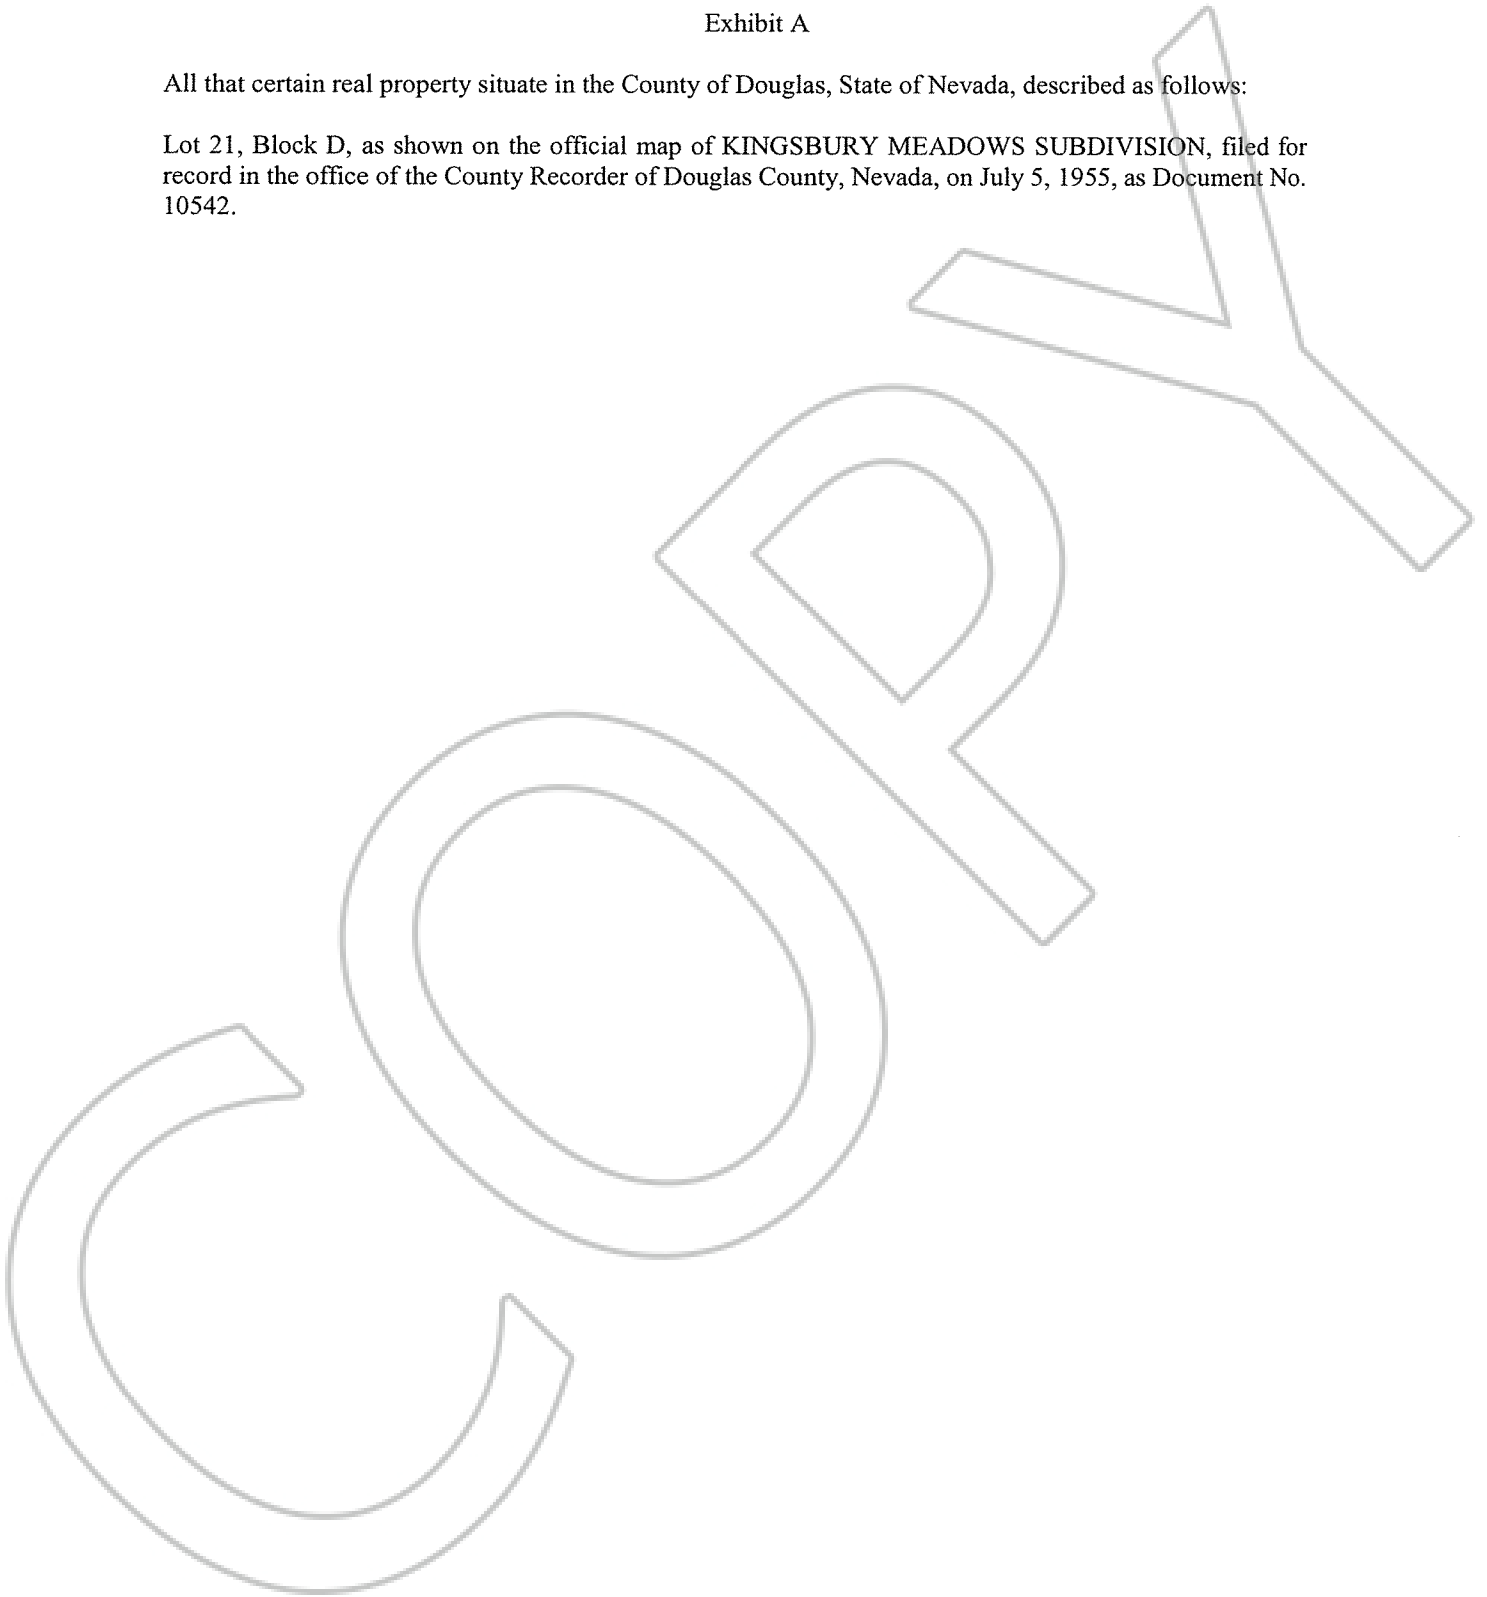 Exhibit A
All that certain real property situate in the County of Douglas, State of Nevada, described as follows:
Lot 21, Block D, as shown on the official map of KINGSBURY MEADOWS SUBDIVISION, filed for
record in the office of the County Recorder of Douglas County, Nevada, on July 5, 1955, as Document No.
10542.
COPY